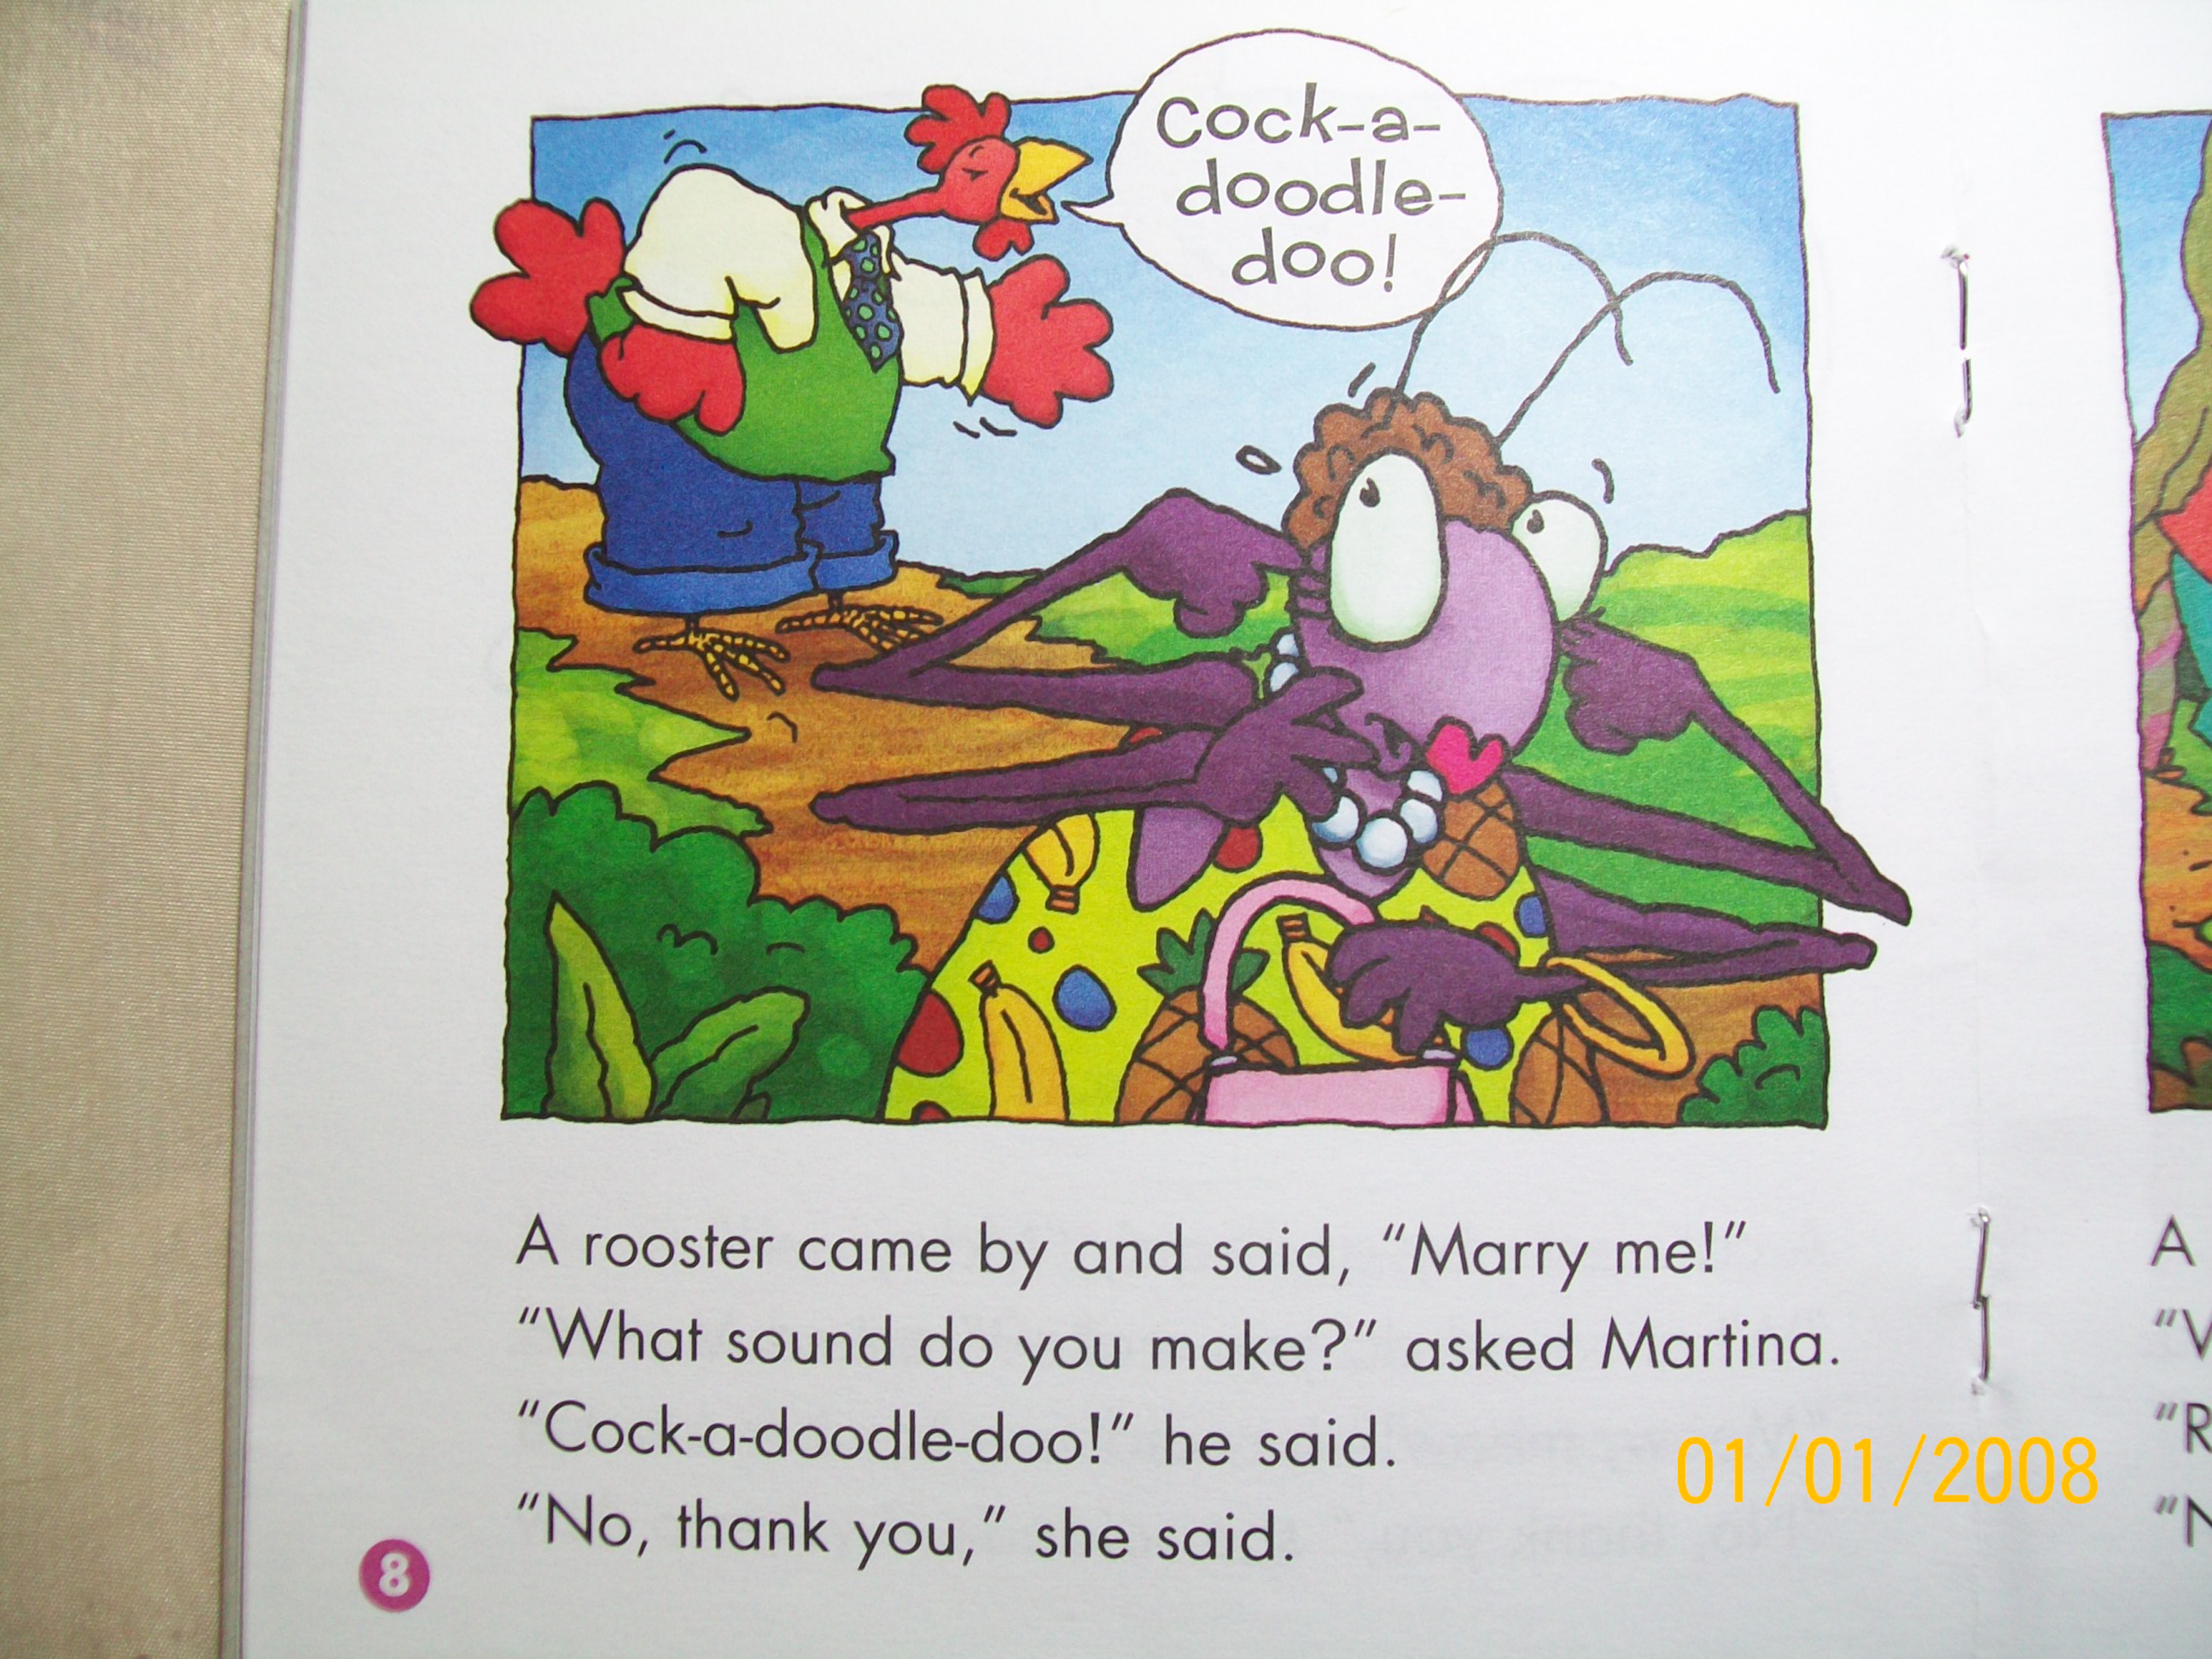 Cock-a-
doodle-
doo!
A rooster came by and said, “Marry me!”
“What sound do you make?” asked Martina.
“Cock-a-doodle-doo!” he said.
“No, thank you,” she said.
8
01/01/2008
A